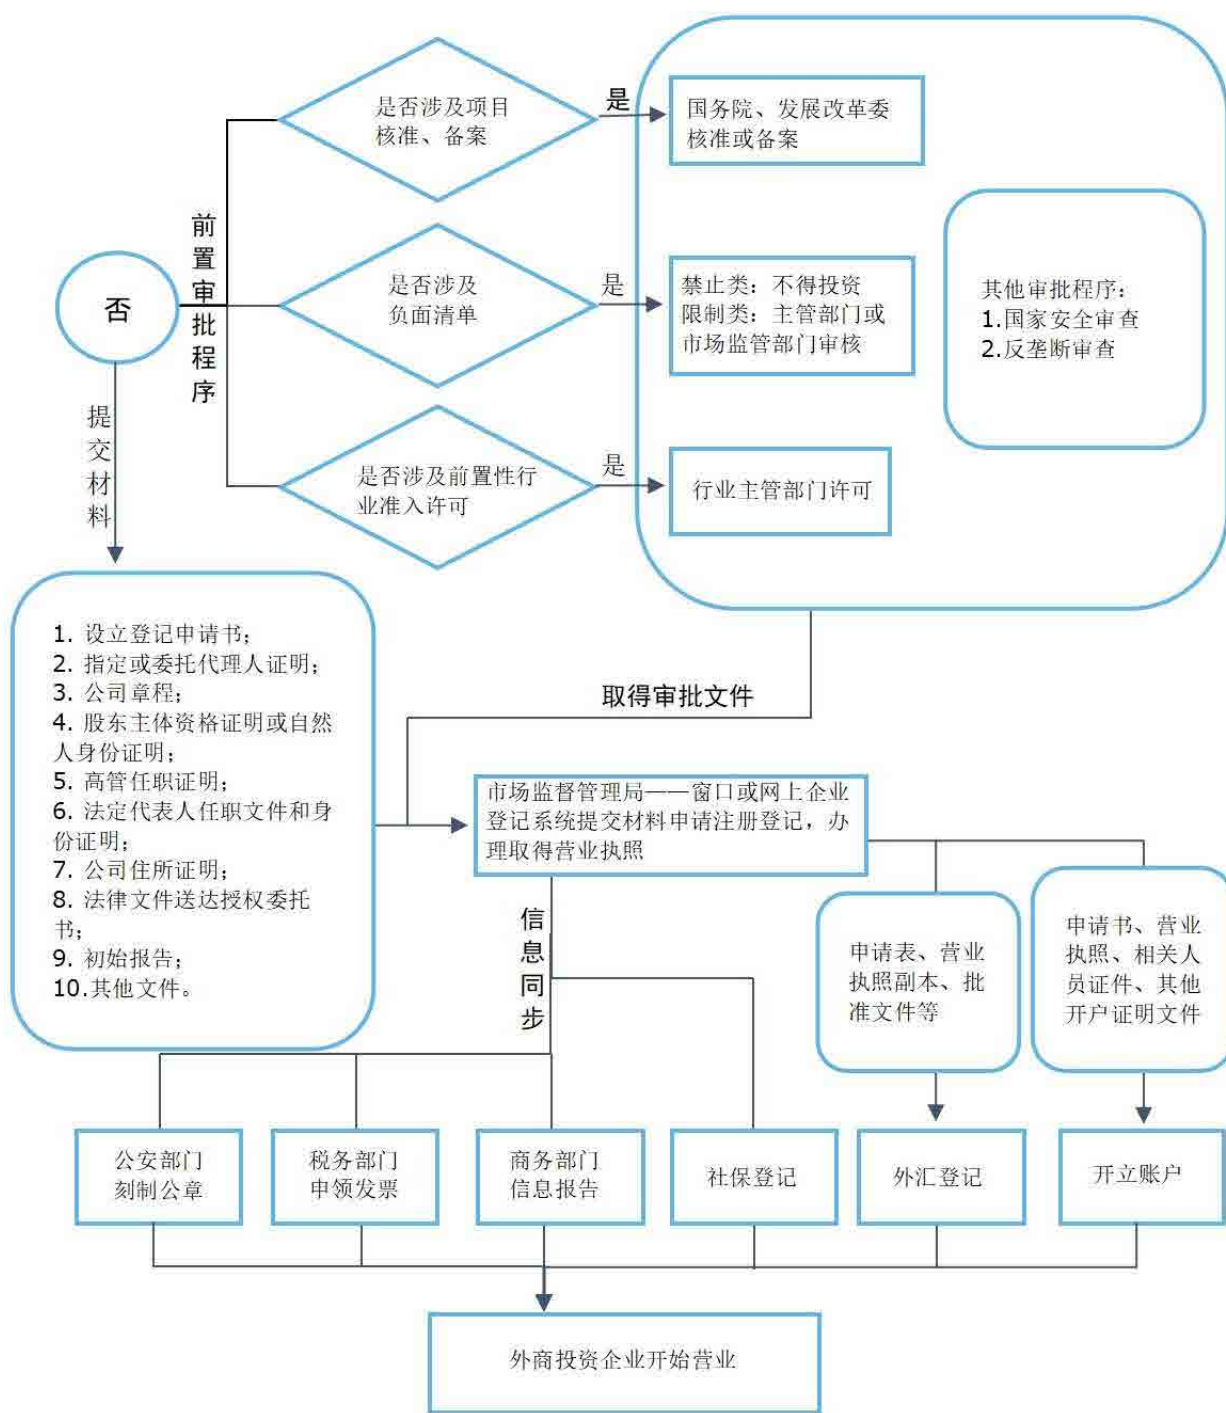 是否涉及项目
核准、备案
是
国务院、发展改革委
核准或备案
前置审批程序
否
是否涉及
负面清单
是
禁止类：不得投资
限制类：主管部门或
市场监管部门审核
其他审批程序：
1.国家安全审查
2.反垄断审查
提交材料
是否涉及前置性行
业准入许可
是
行业主管部门许可
1. 设立登记申请书；
2. 指定或委托代理人证明；
3. 公司章程；
4. 股东主体资格证明或自然
人身份证明；
5. 高管任职证明；
6. 法定代表人任职文件和身
份证明；
7. 公司住所证明；
8. 法律文件送达授权委托
书；
9. 初始报告；
10.其他文件。
取得审批文件
市场监督管理局——窗口或网上企业
登记系统提交材料申请注册登记，办
理取得营业执照
信息同步
申请表、营业
执照副本、批
准文件等
申请书、营业
执照、相关人
员证件、其他
开户证明文件
公安部门
刻制公章
税务部门
申领发票
商务部门
信息报告
社保登记
外汇登记
开立账户
外商投资企业开始营业